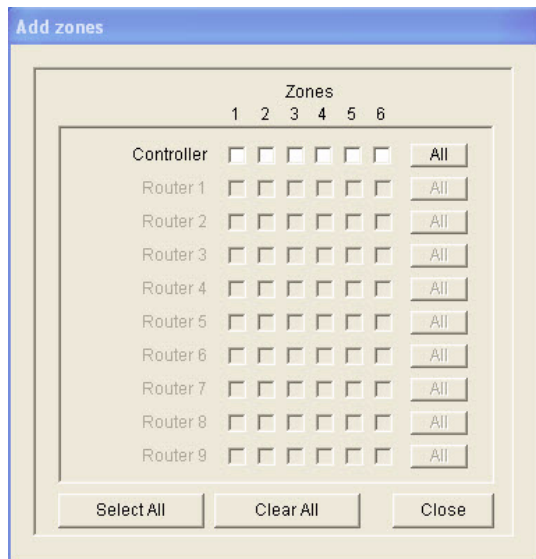 Add zones
Zones
1 2 3 4 5 6
Controller All
Router 1 All
Router 2 All
Router 3 All
Router 4 All
Router 5 All
Router 6 All
Router 7 All
Router 8 All
Router 9 All
Select All Clear All Close